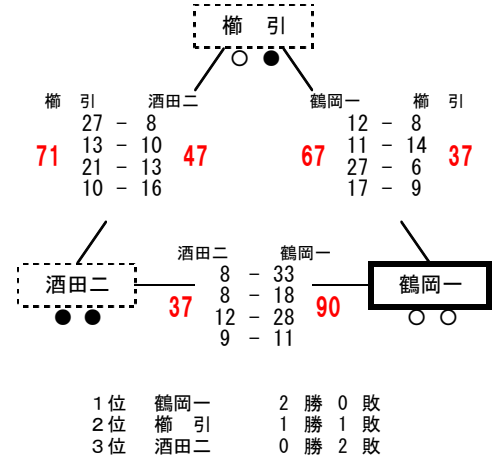 櫛 引
○ ●
櫛 引 酒田二
27 － 8
13 － 10
21 － 13
10 － 16
71 47
鶴岡一 櫛 引
12 － 8
11 － 14
27 － 6
17 － 9
67 37
酒田二
● ●
酒田二 鶴岡一
8 － 33
8 － 18
12 － 28
9 － 11
37 90
鶴岡一
○ ○
1位 鶴岡一 2 勝 0 敗
2位 櫛 引 1 勝 1 敗
3位 酒田二 0 勝 2 敗